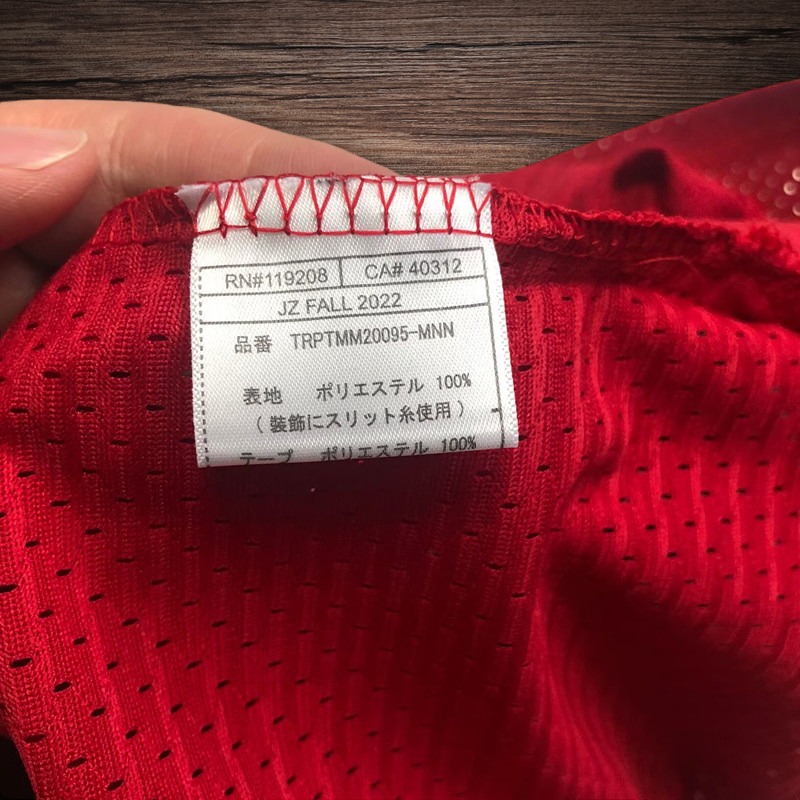 RN#119208 CA# 40312
JZ FALL 2022
品番 TRPTMM20095-MNN
表地 ポリエステル 100%
(装飾にスリット糸使用)
テープ ポリエステル 100%